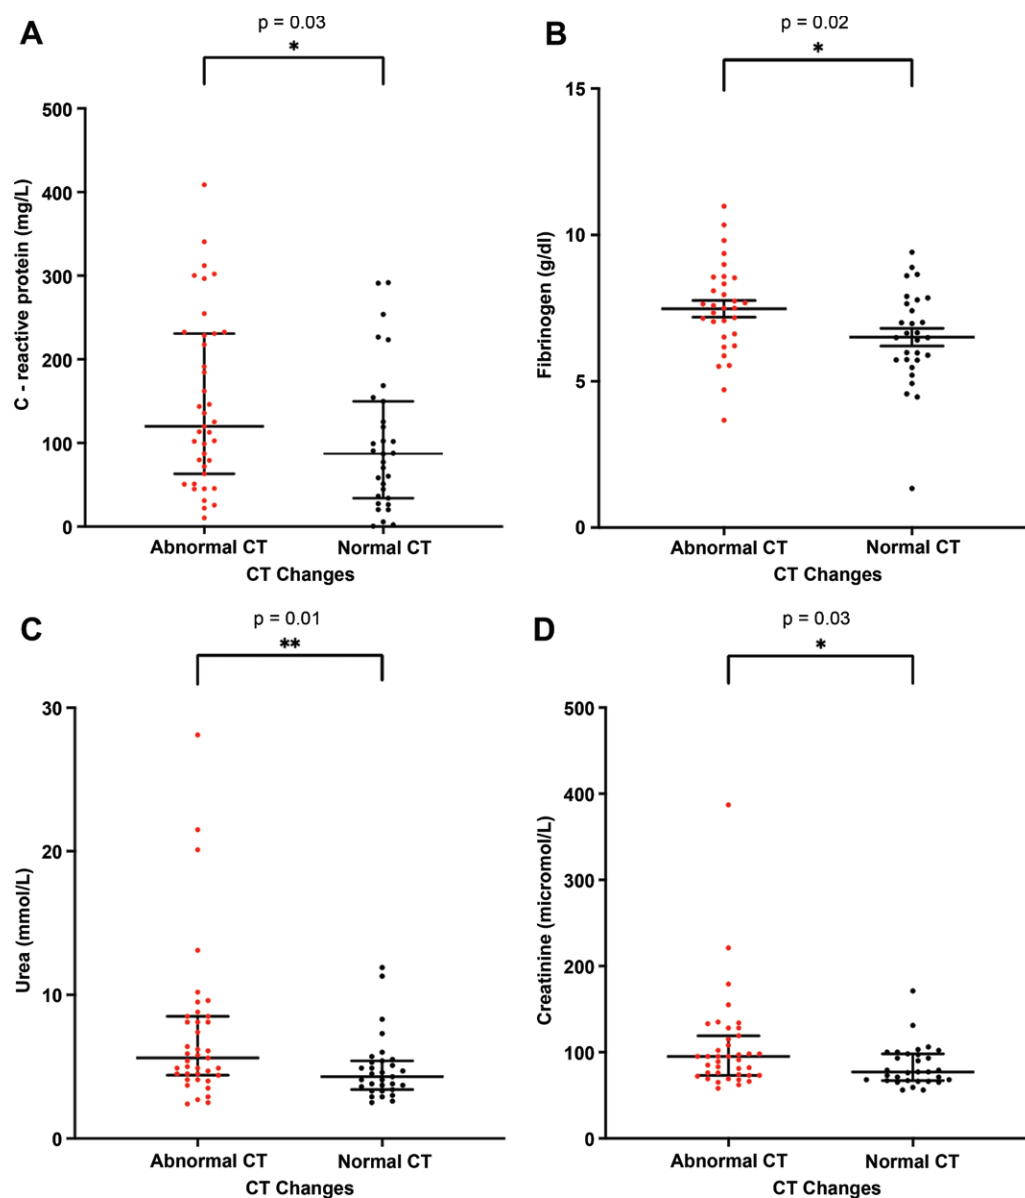 A
p = 0.03
*
C - reactive protein (mg/L)
500
400
300
200
100
0
Abnormal CT
Normal CT
CT Changes
B
p = 0.02
*
Fibrinogen (g/dl)
15
10
5
0
Abnormal CT
Normal CT
CT Changes
C
p = 0.01
**
Urea (mmol/L)
30
20
10
0
Abnormal CT
Normal CT
CT Changes
D
p = 0.03
*
Creatinine (micromol/L)
500
400
300
200
100
0
Abnormal CT
Normal CT
CT Changes